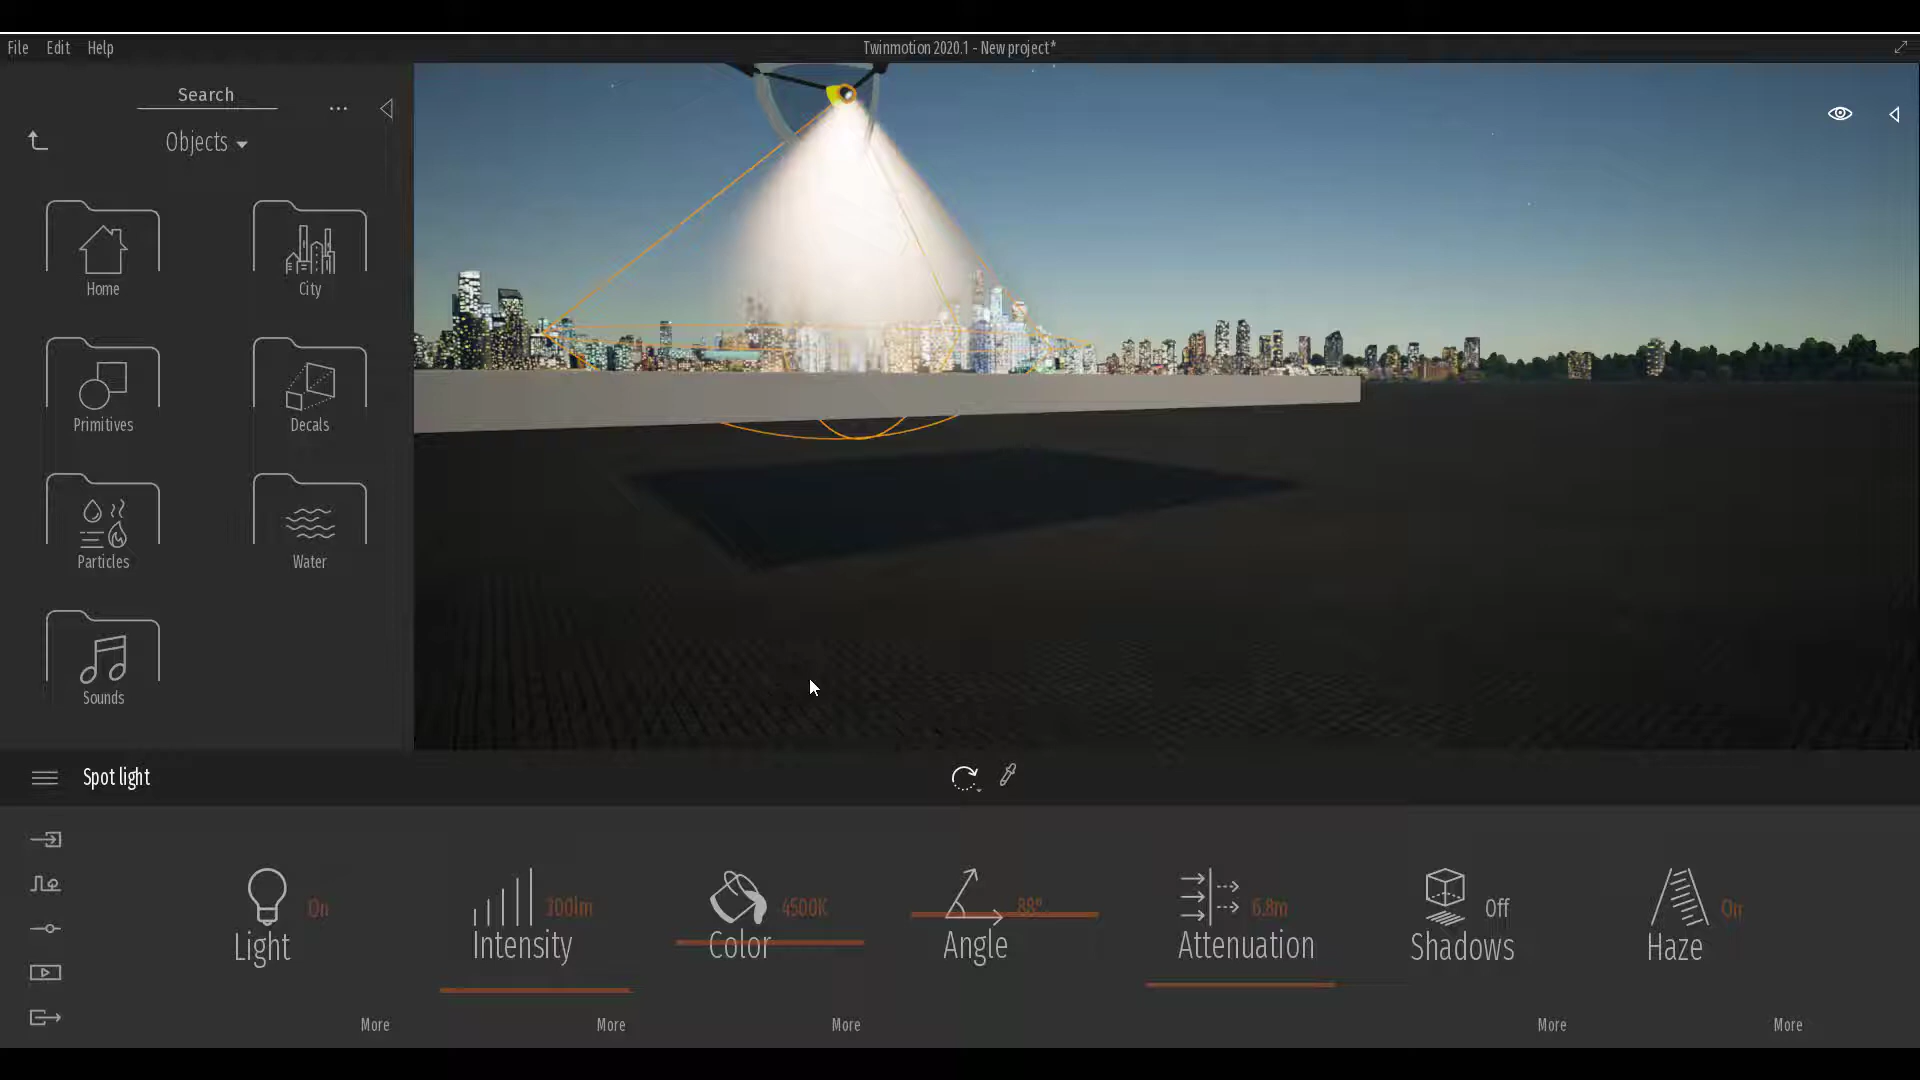 File Edit Help
Twinmotion 2020.1 - New project*
Search
...
Objects
Home
City
Primitives
Decals
Particles
Water
Sounds
Spot light
On
Light
300lm
Intensity
4500K
Color
88°
Angle
6.8m
Attenuation
Off
Shadows
On
Haze
More
More
More
More
More